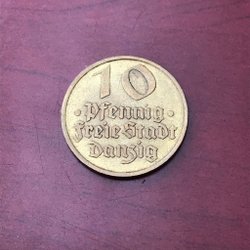 10
· Pfennig ·
freie Stadt
danzig